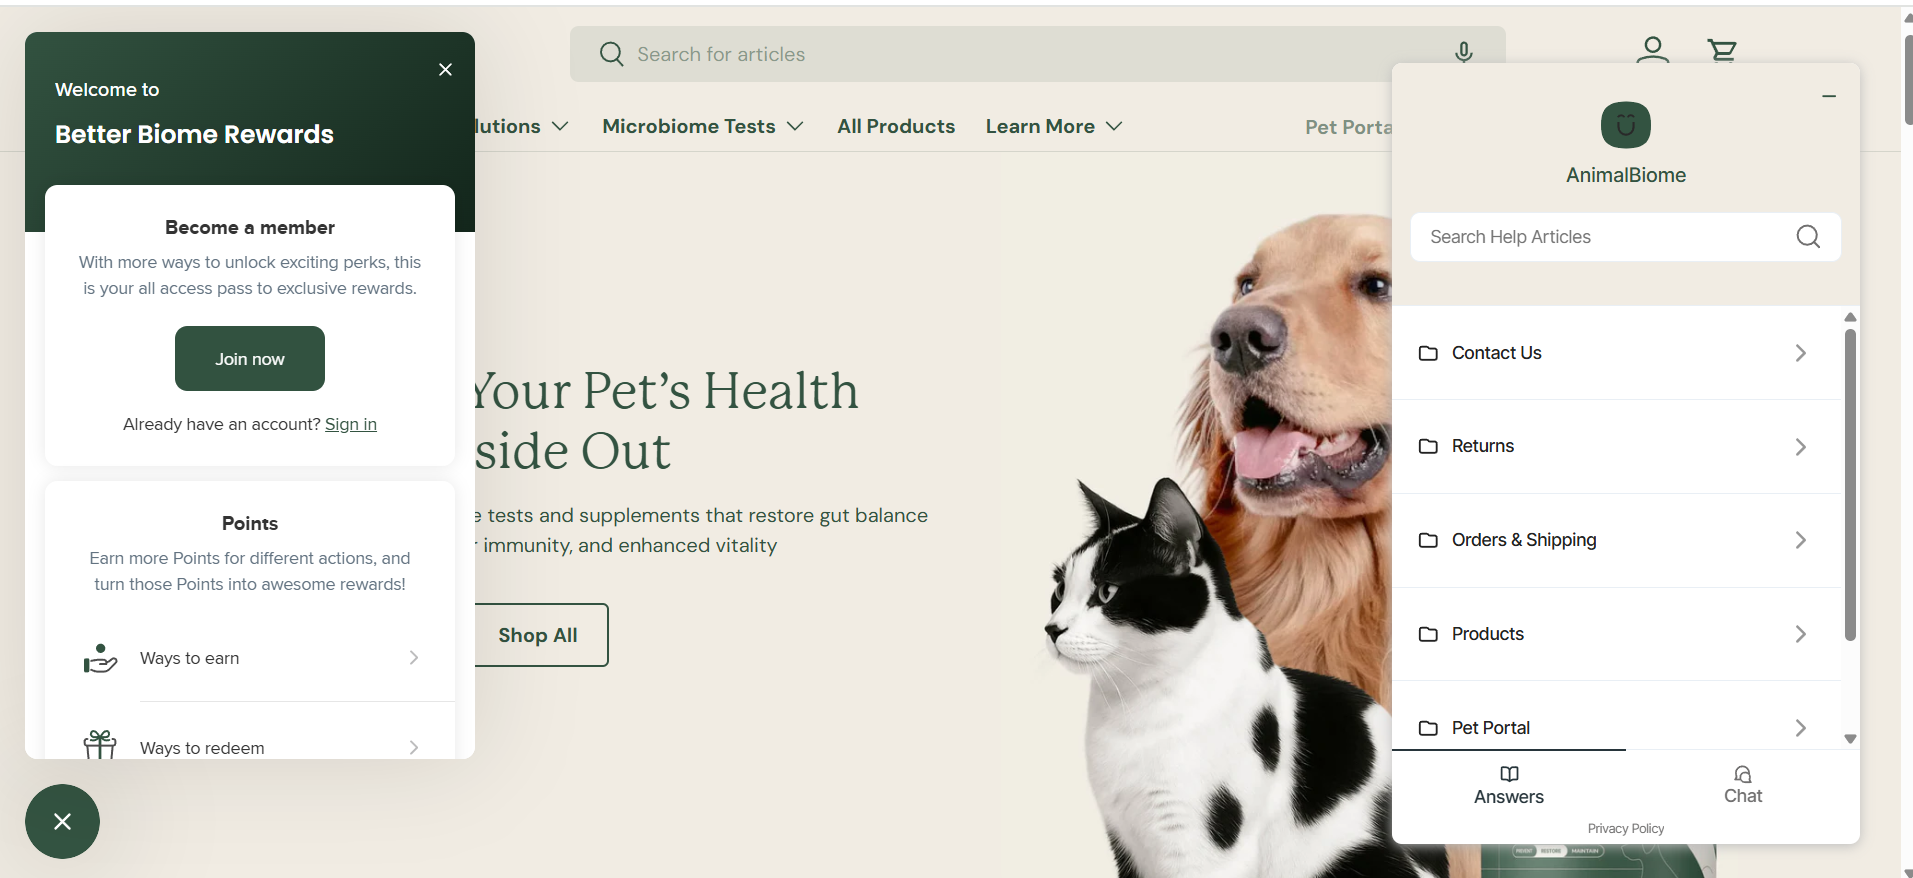 Search for articles
Welcome to
Better Biome Rewards
lutions
Microbiome Tests
All Products
Learn More
Pet Porta
Become a member
With more ways to unlock exciting perks, this
is your all access pass to exclusive rewards.
Join now
Already have an account? Sign in
Points
Earn more Points for different actions, and
turn those Points into awesome rewards!
Ways to earn
Ways to redeem
Your Pet’s Health
side Out
e tests and supplements that restore gut balance
r immunity, and enhanced vitality
Shop All
AnimalBiome
Search Help Articles
Contact Us
Returns
Orders & Shipping
Products
Pet Portal
Answers
Chat
Privacy Policy
RESTORE
MAINTAIN